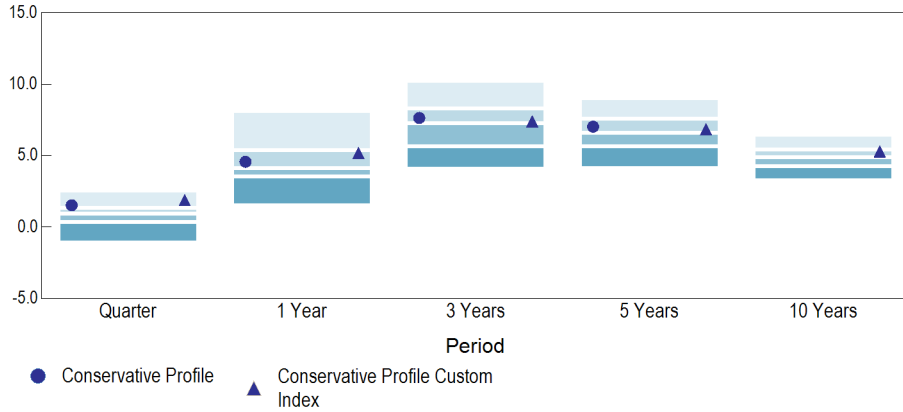 15.0
10.0
5.0
0.0
-5.0
Quarter 1 Year 3 Years 5 Years 10 Years
Period
Conservative Profile
Conservative Profile Custom
Index